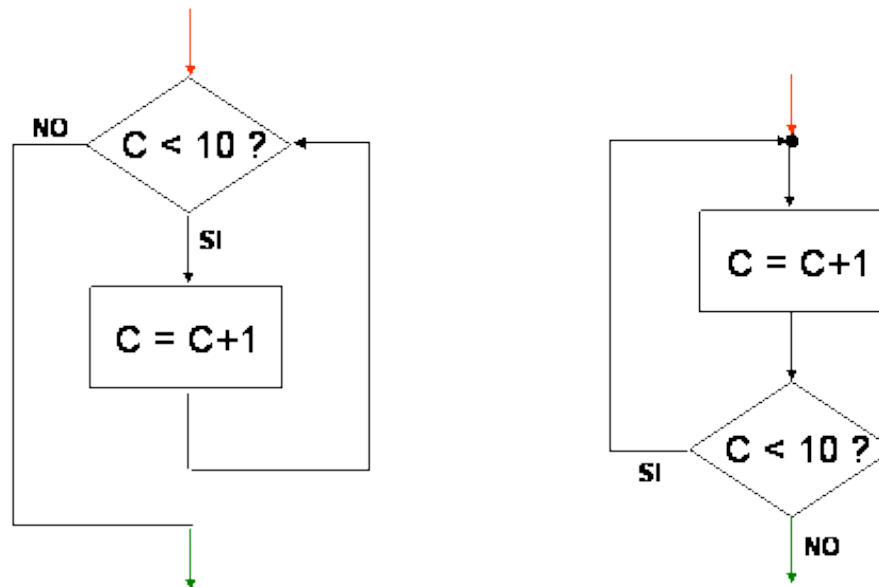 NO
C < 10 ?
SI
C = C+1
C = C+1
C < 10 ?
SI
NO